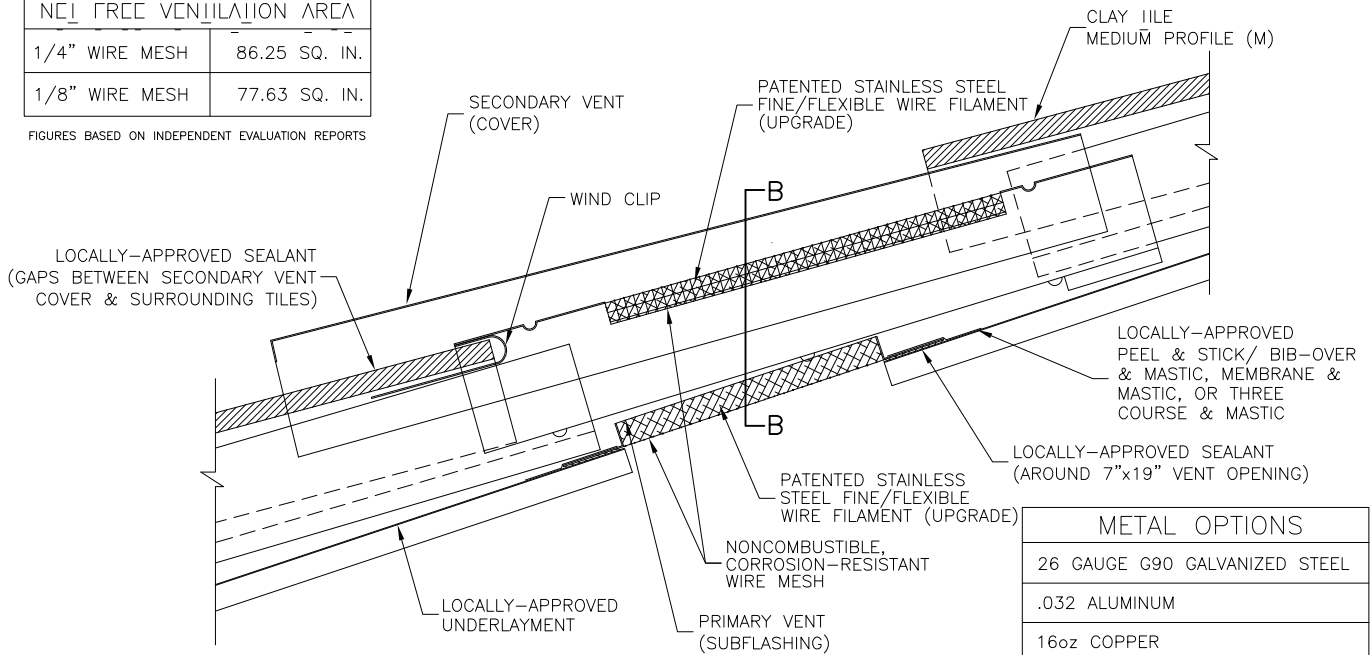 NET FREE VENTILATION AREA
1/4" WIRE MESH 86.25 SQ. IN.
1/8" WIRE MESH 77.63 SQ. IN.
FIGURES BASED ON INDEPENDENT EVALUATION REPORTS
CLAY TILE
MEDIUM PROFILE (M)
SECONDARY VENT
(COVER)
PATENTED STAINLESS STEEL
FINE/FLEXIBLE WIRE FILAMENT
(UPGRADE)
B
WIND CLIP
LOCALLY-APPROVED SEALANT
(GAPS BETWEEN SECONDARY VENT
COVER & SURROUNDING TILES)
LOCALLY-APPROVED
PEEL & STICK/ BIB-OVER
& MASTIC, MEMBRANE &
MASTIC, OR THREE
COURSE & MASTIC
B
LOCALLY-APPROVED SEALANT
(AROUND 7"x19" VENT OPENING)
PATENTED STAINLESS
STEEL FINE/FLEXIBLE
WIRE FILAMENT (UPGRADE)
NONCOMBUSTIBLE,
CORROSION-RESISTANT
WIRE MESH
LOCALLY-APPROVED
UNDERLAYMENT
PRIMARY VENT
(SUBFLASHING)
METAL OPTIONS
26 GAUGE G90 GALVANIZED STEEL
.032 ALUMINUM
16oz COPPER